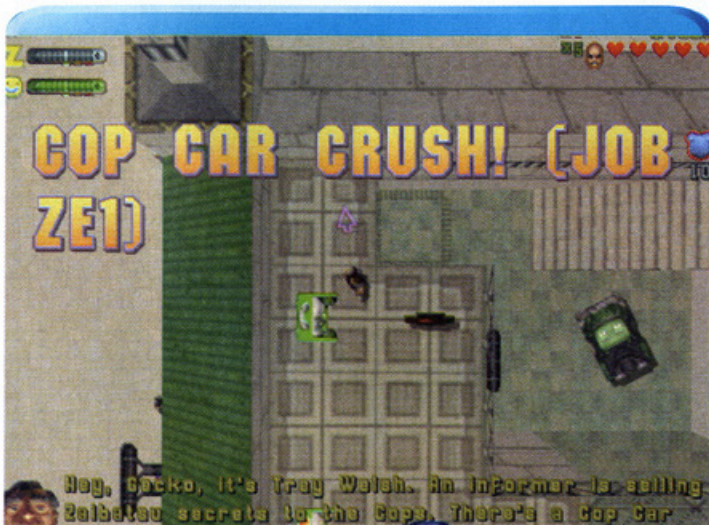 COP CAR CRUSH! (JOB
ZE1)
Hey, Gecko, it's Trey Welsh. An Informer is selling
Zaibatsu secrets to the Cops. There's a Cop Car